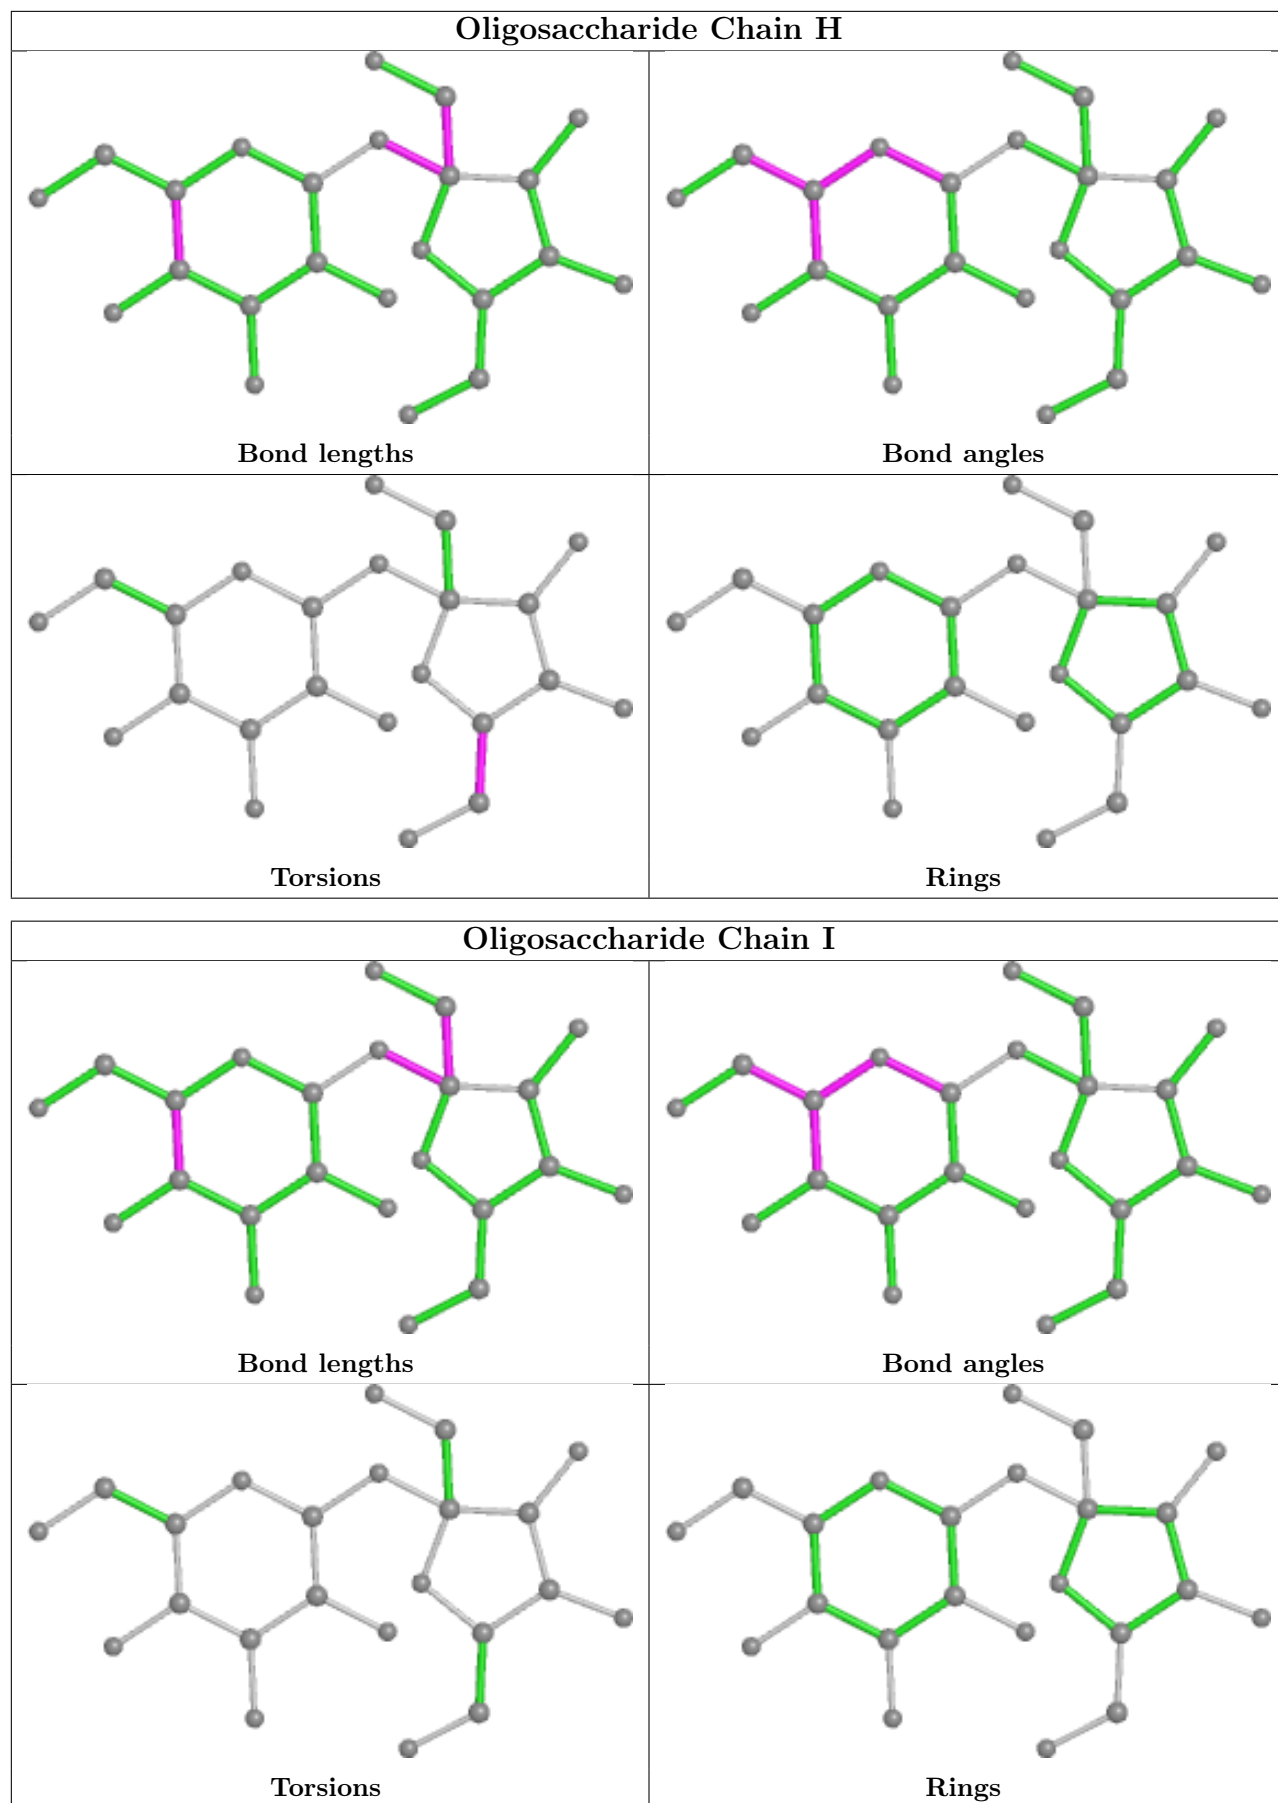 Oligosaccharide Chain H
Bond lengths
Bond angles
Torsions
Rings
Oligosaccharide Chain I
Bond lengths
Bond angles
Torsions
Rings